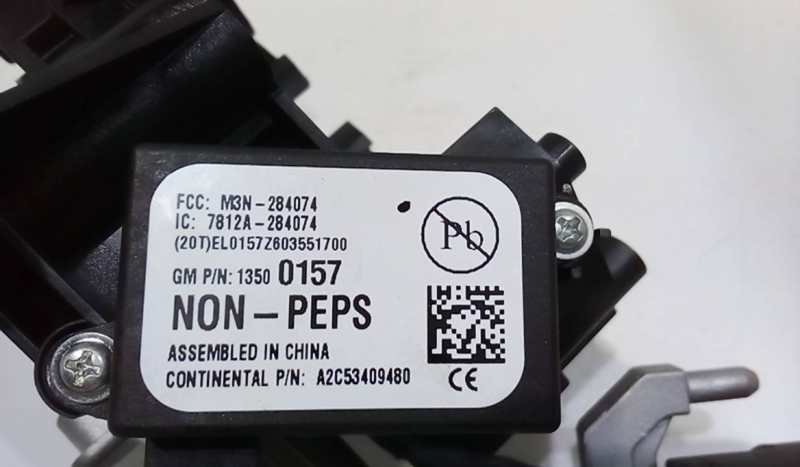 FCC: M3N-284074
IC: 7812A-284074
(20T)EL0157Z603551700
Pb
GM P/N: 1350 0157
NON-PEPS
ASSEMBLED IN CHINA
CONTINENTAL P/N: A2C53409480
CE